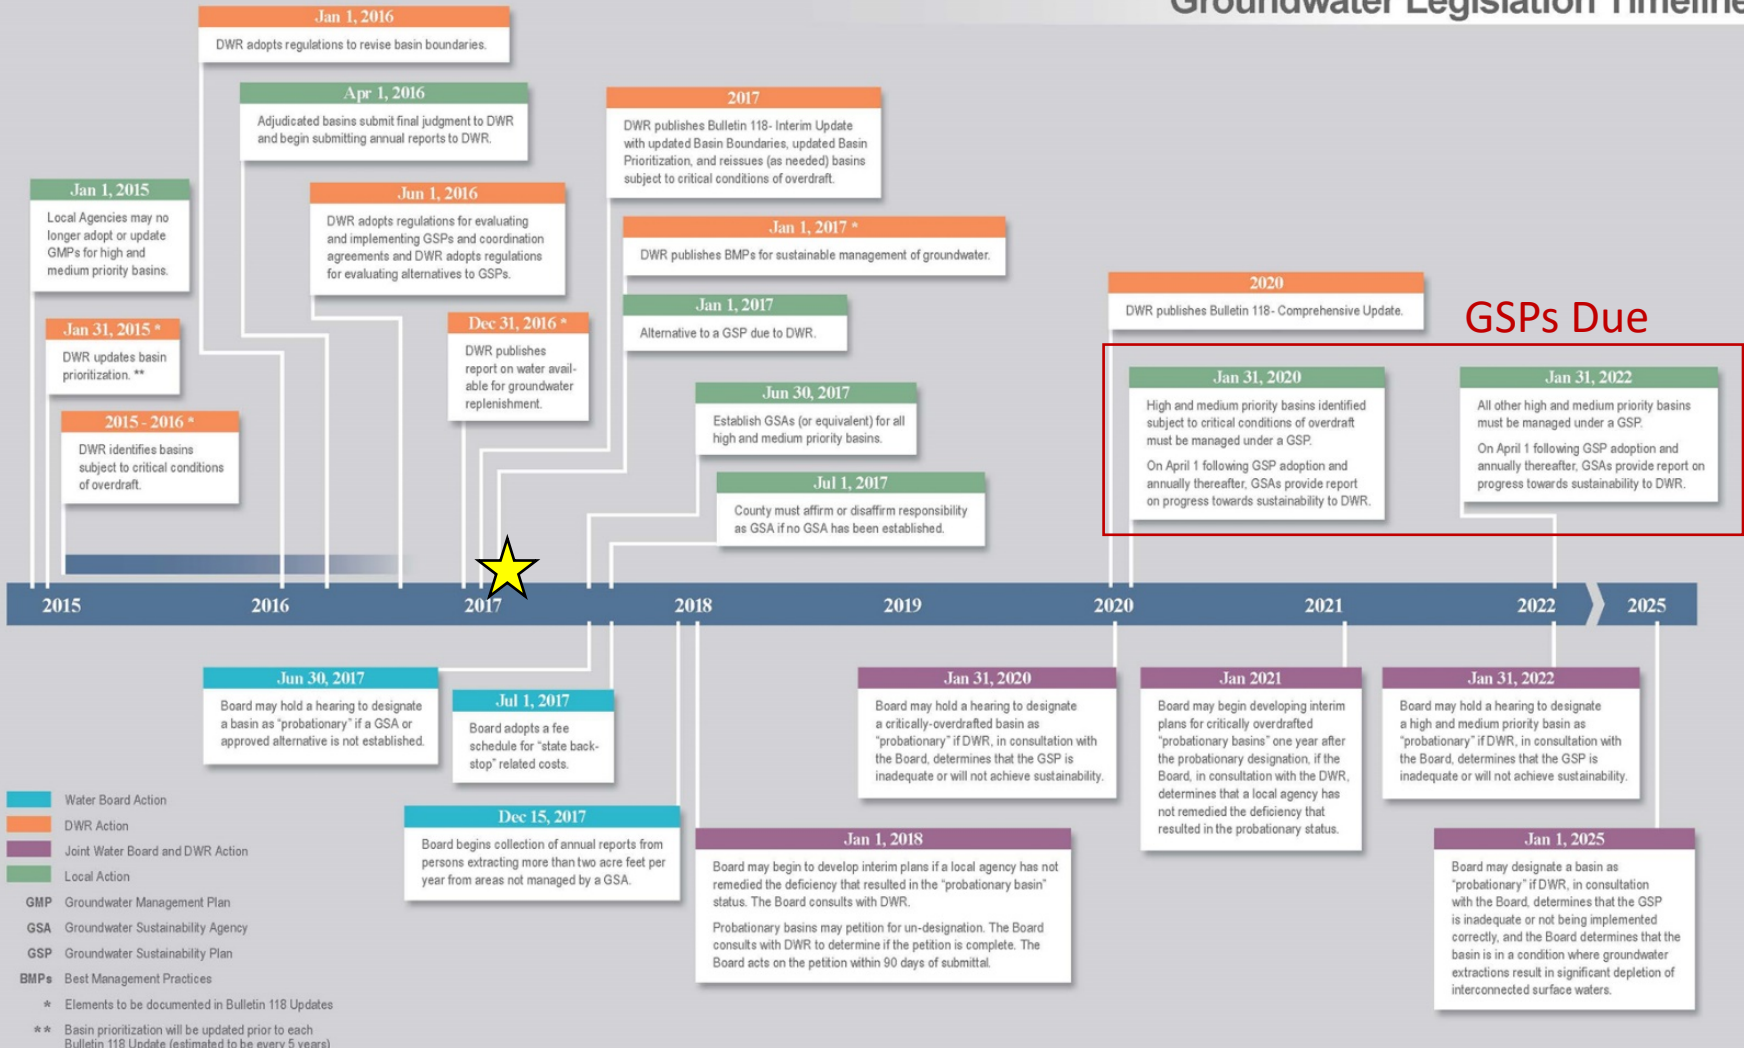 Groundwater Legislation Timeline
Jan 1, 2016
DWR adopts regulations to revise basin boundaries.
Apr 1, 2016
Adjudicated basins submit final judgment to DWR
and begin submitting annual reports to DWR.
2017
DWR publishes Bulletin 118- Interim Update
with updated Basin Boundaries, updated Basin
Prioritization, and reissues (as needed) basins
subject to critical conditions of overdraft.
Jan 1, 2015
Local Agencies may no
longer adopt or update
GMPs for high and
medium priority basins.
Jun 1, 2016
DWR adopts regulations for evaluating
and implementing GSPs and coordination
agreements and DWR adopts regulations
for evaluating alternatives to GSPs.
Jan 1, 2017 *
DWR publishes BMPs for sustainable management of groundwater.
Jan 31, 2015 *
DWR updates basin
prioritization. **
Dec 31, 2016 *
DWR publishes
report on water avail-
able for groundwater
replenishment.
Jan 1, 2017
Alternative to a GSP due to DWR.
2020
DWR publishes Bulletin 118- Comprehensive Update.
GSPs Due
2015 - 2016 *
DWR identifies basins
subject to critical conditions
of overdraft.
Jun 30, 2017
Establish GSAs (or equivalent) for all
high and medium priority basins.
Jul 1, 2017
County must affirm or disaffirm responsibility
as GSA if no GSA has been established.
Jan 31, 2020
High and medium priority basins identified
subject to critical conditions of overdraft
must be managed under a GSP.
On April 1 following GSP adoption and
annually thereafter, GSAs provide report
on progress towards sustainability to DWR.
Jan 31, 2022
All other high and medium priority basins
must be managed under a GSP.
On April 1 following GSP adoption and
annually thereafter, GSAs provide report on
progress towards sustainability to DWR.
2015 2016 2017 2018 2019 2020 2021 2022 2025
Jun 30, 2017
Board may hold a hearing to designate
a basin as “probationary” if a GSA or
approved alternative is not established.
Jul 1, 2017
Board adopts a fee
schedule for “state back-
stop” related costs.
Dec 15, 2017
Board begins collection of annual reports from
persons extracting more than two acre feet per
year from areas not managed by a GSA.
Jan 1, 2018
Board may begin to develop interim plans if a local agency has not
remedied the deficiency that resulted in the “probationary basin”
status. The Board consults with DWR.
Probationary basins may petition for un-designation. The Board
consults with DWR to determine if the petition is complete. The
Board acts on the petition within 90 days of submittal.
Jan 31, 2020
Board may hold a hearing to designate
a critically-overdrafted basin as
“probationary” if DWR, in consultation with
the Board, determines that the GSP is
inadequate or will not achieve sustainability.
Jan 2021
Board may begin developing interim
plans for critically overdrafted
“probationary basins” one year after
the probationary designation, if the
Board, in consultation with the DWR,
determines that a local agency has
not remedied the deficiency that
resulted in the probationary status.
Jan 31, 2022
Board may hold a hearing to designate
a high and medium priority basin as
“probationary” if DWR, in consultation with
the Board, determines that the GSP is
inadequate or will not achieve sustainability.
Jan 1, 2025
Board may designate a basin as
“probationary” if DWR, in consultation
with the Board, determines that the GSP
is inadequate or not being implemented
correctly, and the Board determines that the
basin is in a condition where groundwater
extractions result in significant depletion of
interconnected surface waters.
Water Board Action
DWR Action
Joint Water Board and DWR Action
Local Action
GMP Groundwater Management Plan
GSA Groundwater Sustainability Agency
GSP Groundwater Sustainability Plan
BMPs Best Management Practices
* Elements to be documented in Bulletin 118 Updates
** Basin prioritization will be updated prior to each
Bulletin 118 Update (estimated to be every 5 years)